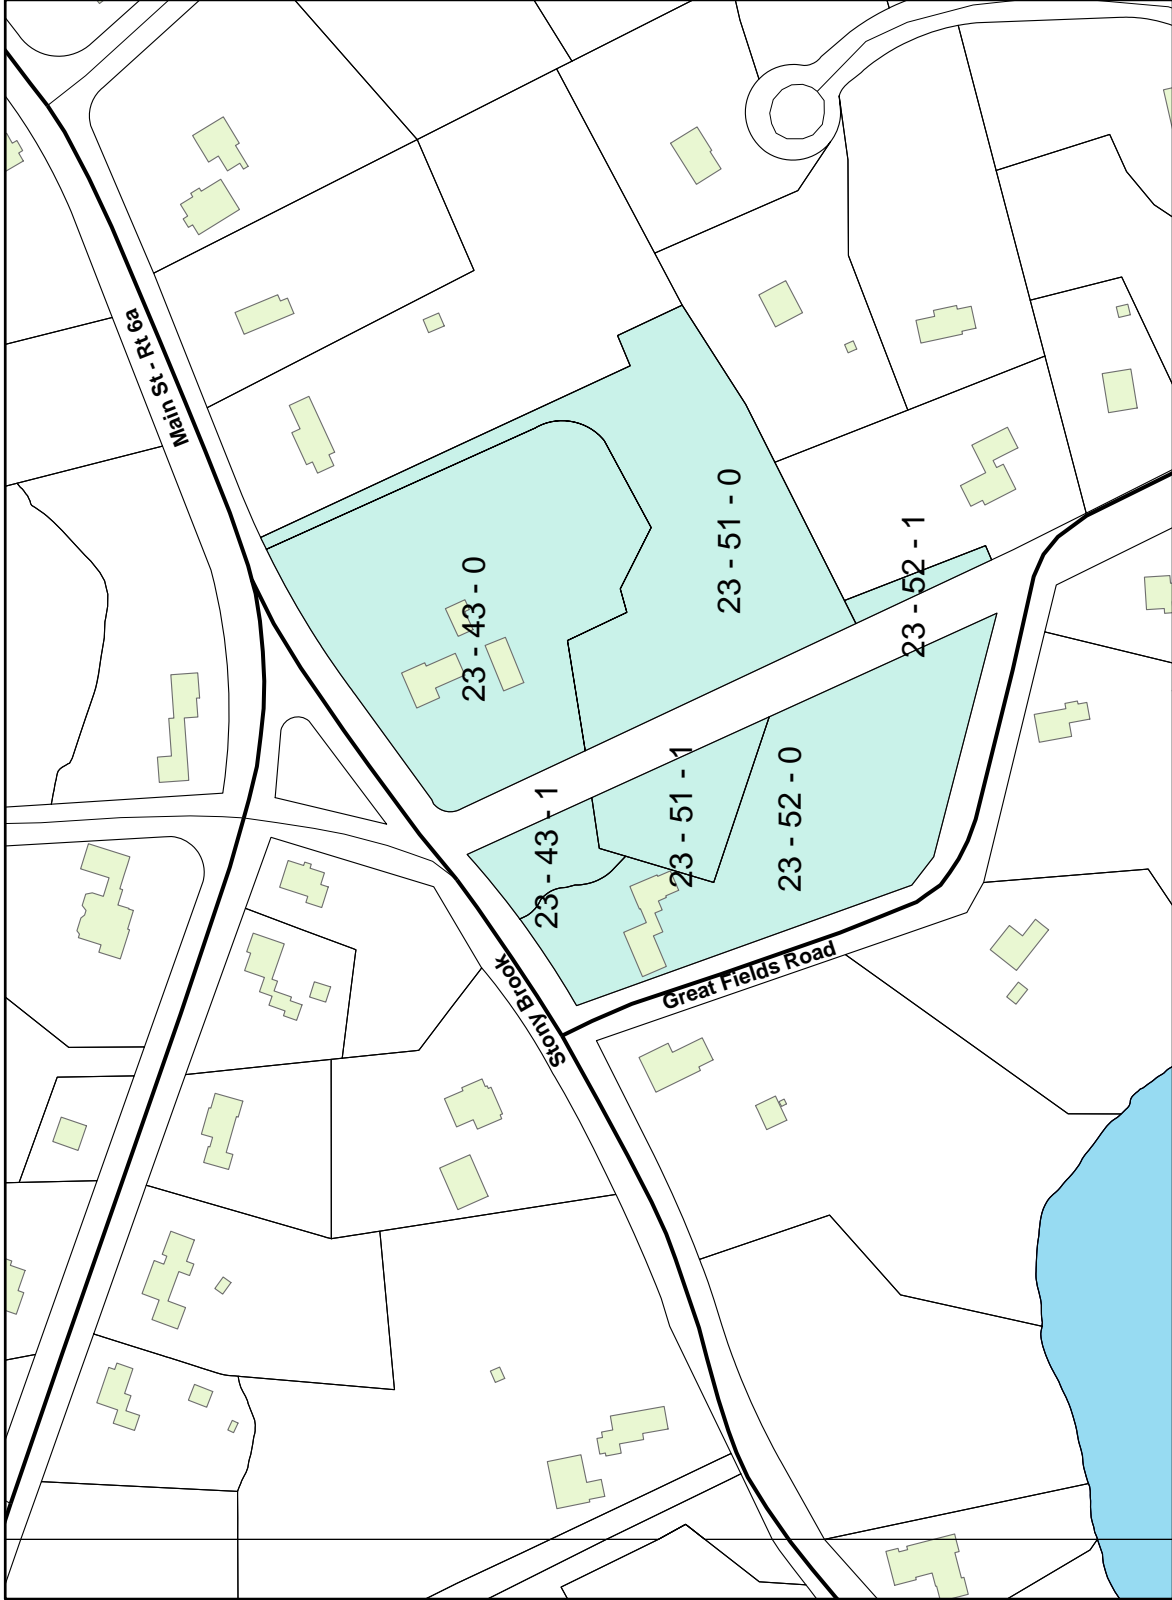 Main St - Rt 6a
23 - 43 - 0
23 - 51 - 0
23 - 52 - 1
23 - 43 - 1
23 - 51 - 1
23 - 52 - 0
Stony Brook
Great Fields Road